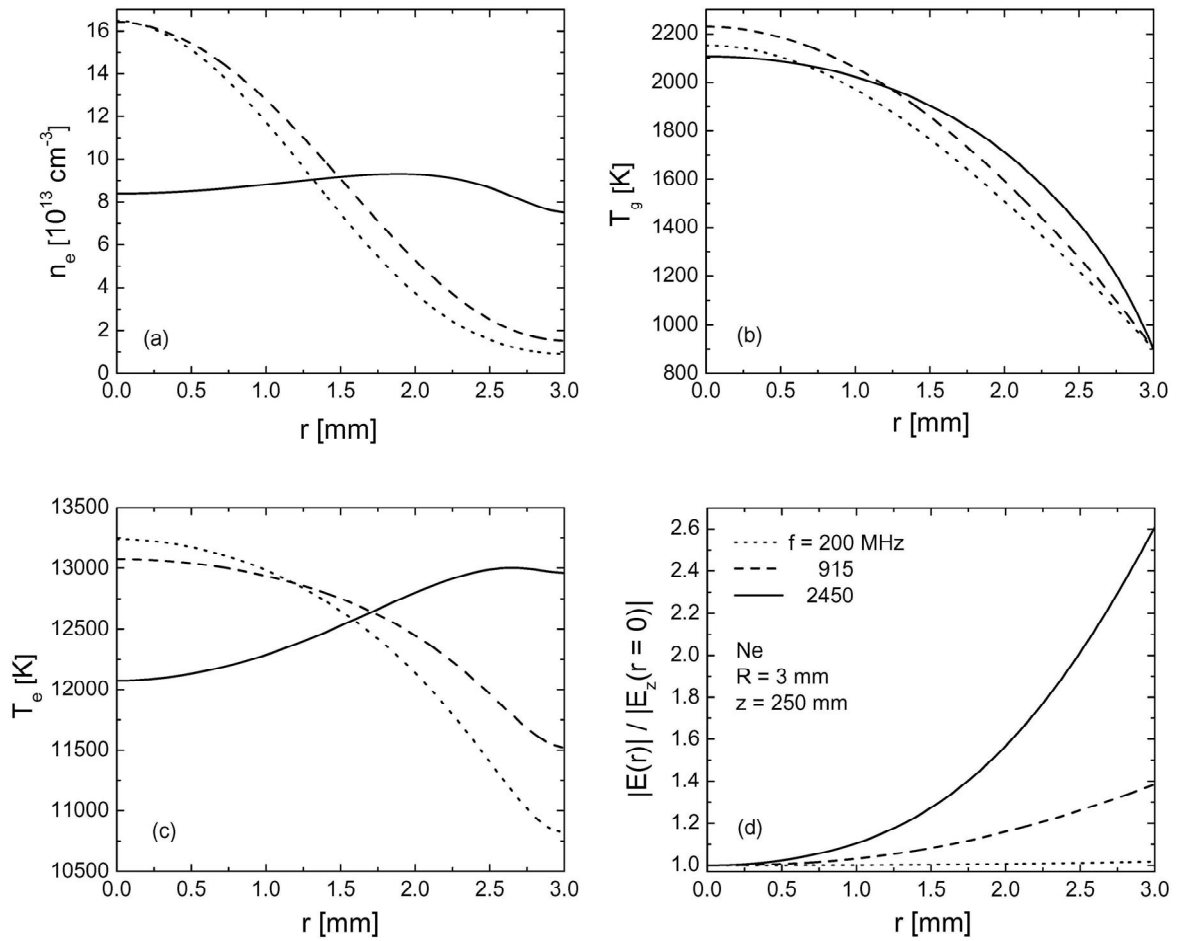 16
14
12
10
8
6
4
2
0
n_e [10^13 cm^-3]
(a)
0.0 0.5 1.0 1.5 2.0 2.5 3.0
r [mm]
2200
2000
1800
1600
1400
1200
1000
800
T_g [K]
(b)
0.0 0.5 1.0 1.5 2.0 2.5 3.0
r [mm]
13500
13000
12500
12000
11500
11000
10500
T_e [K]
(c)
0.0 0.5 1.0 1.5 2.0 2.5 3.0
r [mm]
2.6
2.4
2.2
2.0
1.8
1.6
1.4
1.2
1.0
|E(r)| / |E_z(r = 0)|
f = 200 MHz
915
2450
Ne
R = 3 mm
z = 250 mm
(d)
0.0 0.5 1.0 1.5 2.0 2.5 3.0
r [mm]